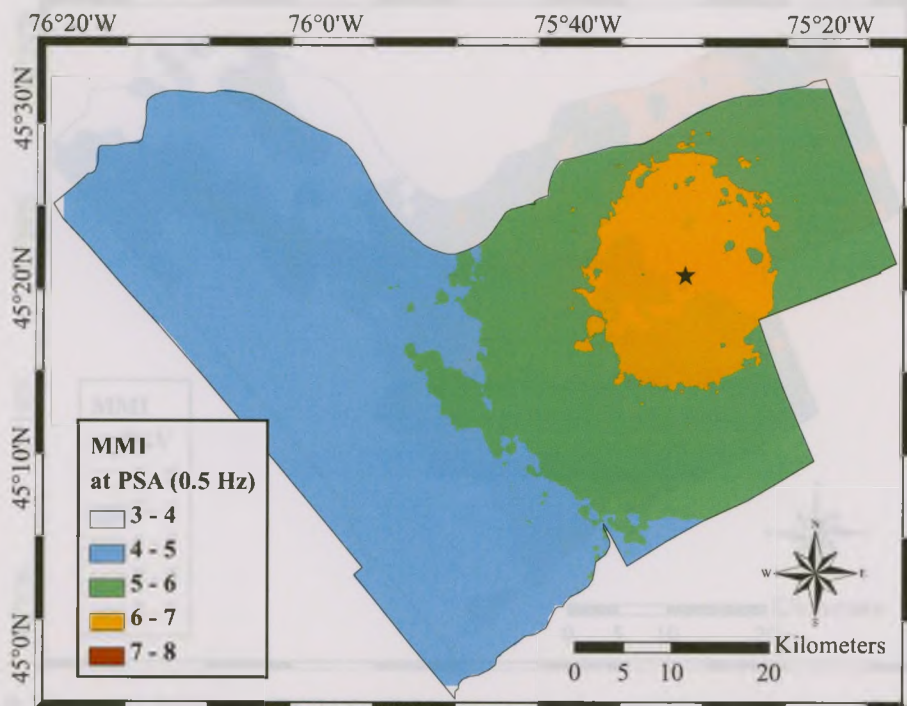 76°20'W 76°0'W 75°40'W 75°20'W
45°30'N
45°20'N
45°10'N
45°0'N
MMI
at PSA (0.5 Hz)
3 - 4
4 - 5
5 - 6
6 - 7
7 - 8
N
W E
S
Kilometers
0 5 10 20